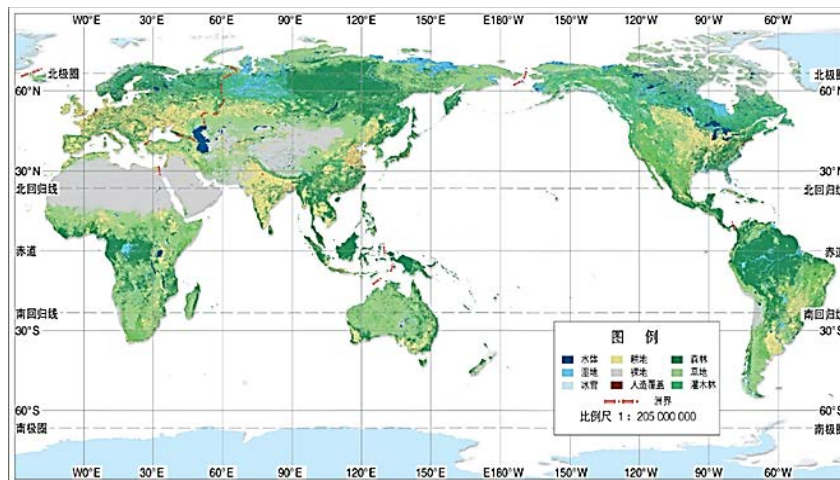 W0°E 30°E 60°E 90°E 120°E 150°E E180°W 150°W 120°W 90°W 60°W
北极圈 北极圈
60°N 60°N
30°N 30°N
北回归线 北回归线
赤道 赤道
南回归线 南回归线
30°S 30°S
图 例
水体 耕地 森林
湿地 裸地 草地
冰雪 人造覆盖 灌木林
洲界
比例尺 1：205 000 000
60°S 60°S
南极圈 南极圈
W0°E 30°E 60°E 90°E 120°E 150°E E180°W 150°W 120°W 90°W 60°W